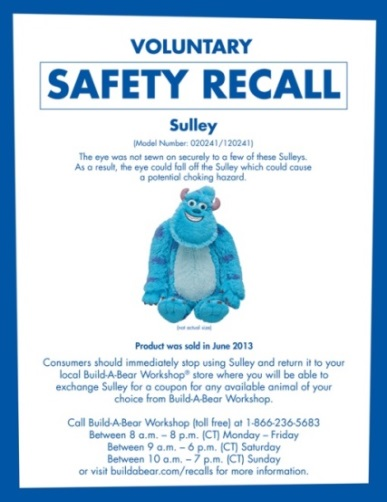 VOLUNTARY
SAFETY RECALL
Sulley
(Model Number: 020241/120241)
The eye was not sewn on securely to a few of these Sulleys.
As a result, the eye could fall off the Sulley which could cause
a potential choking hazard.
(not actual size)
Product was sold in June 2013
Consumers should immediately stop using Sulley and return it to your
local Build-A-Bear Workshop® store where you will be able to
exchange Sulley for a coupon for any available animal of your
choice from Build-A-Bear Workshop.
Call Build-A-Bear Workshop (toll free) at 1-866-236-5683
Between 8 a.m. – 8 p.m. (CT) Monday – Friday
Between 9 a.m. – 6 p.m. (CT) Saturday
Between 10 a.m. – 7 p.m. (CT) Sunday
or visit buildabear.com/recalls for more information.